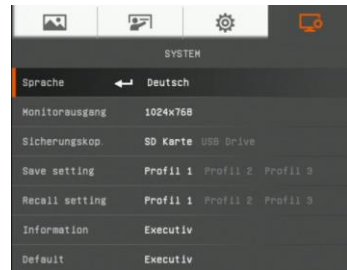 SYSTEM
Sprache Deutsch
Monitorausgang 1024x768
Sicherungskop. SD Karte USB Drive
Save setting Profil 1 Profil 2 Profil 3
Recall setting Profil 1 Profil 2 Profil 3
Information Executiv
Default Executiv